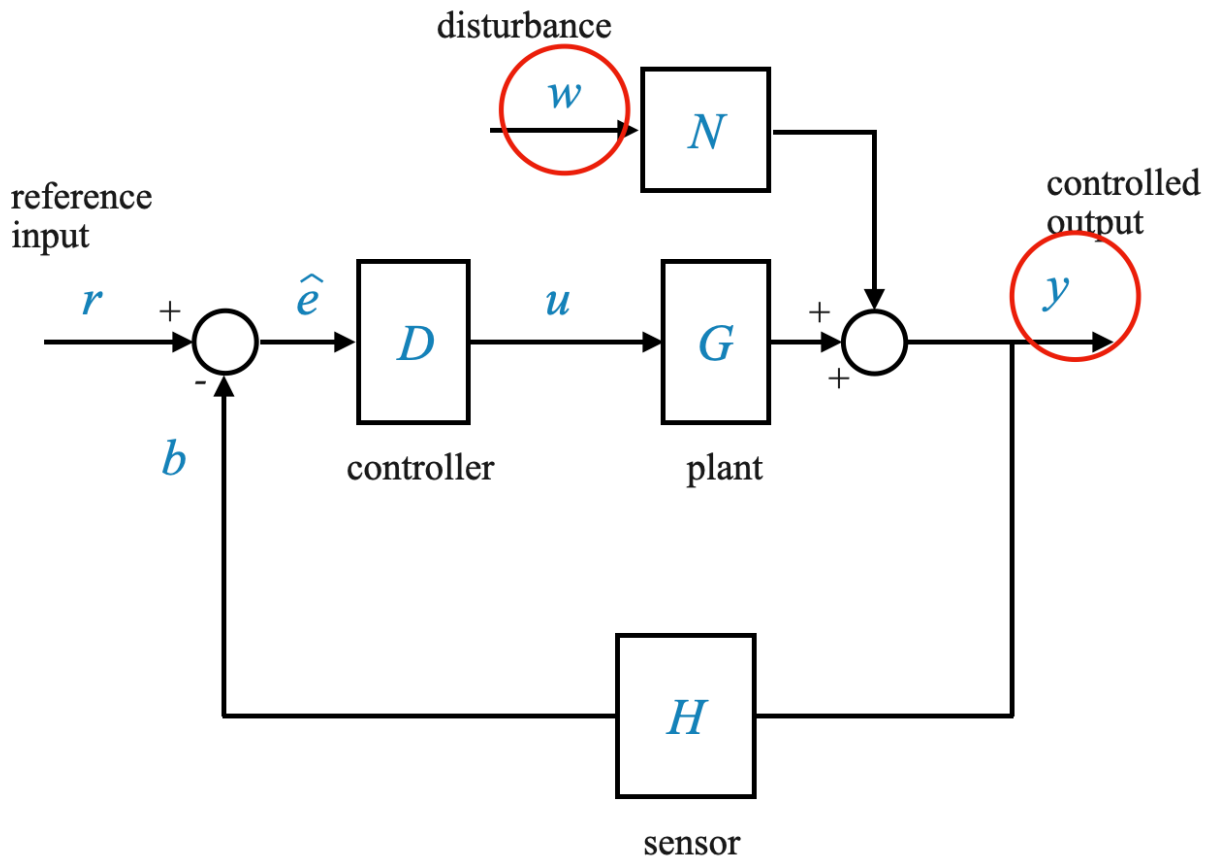 disturbance
w
N
reference
input
controlled
output
r
+
ê
u
+
y
D
G
-
+
b
controller
plant
H
sensor